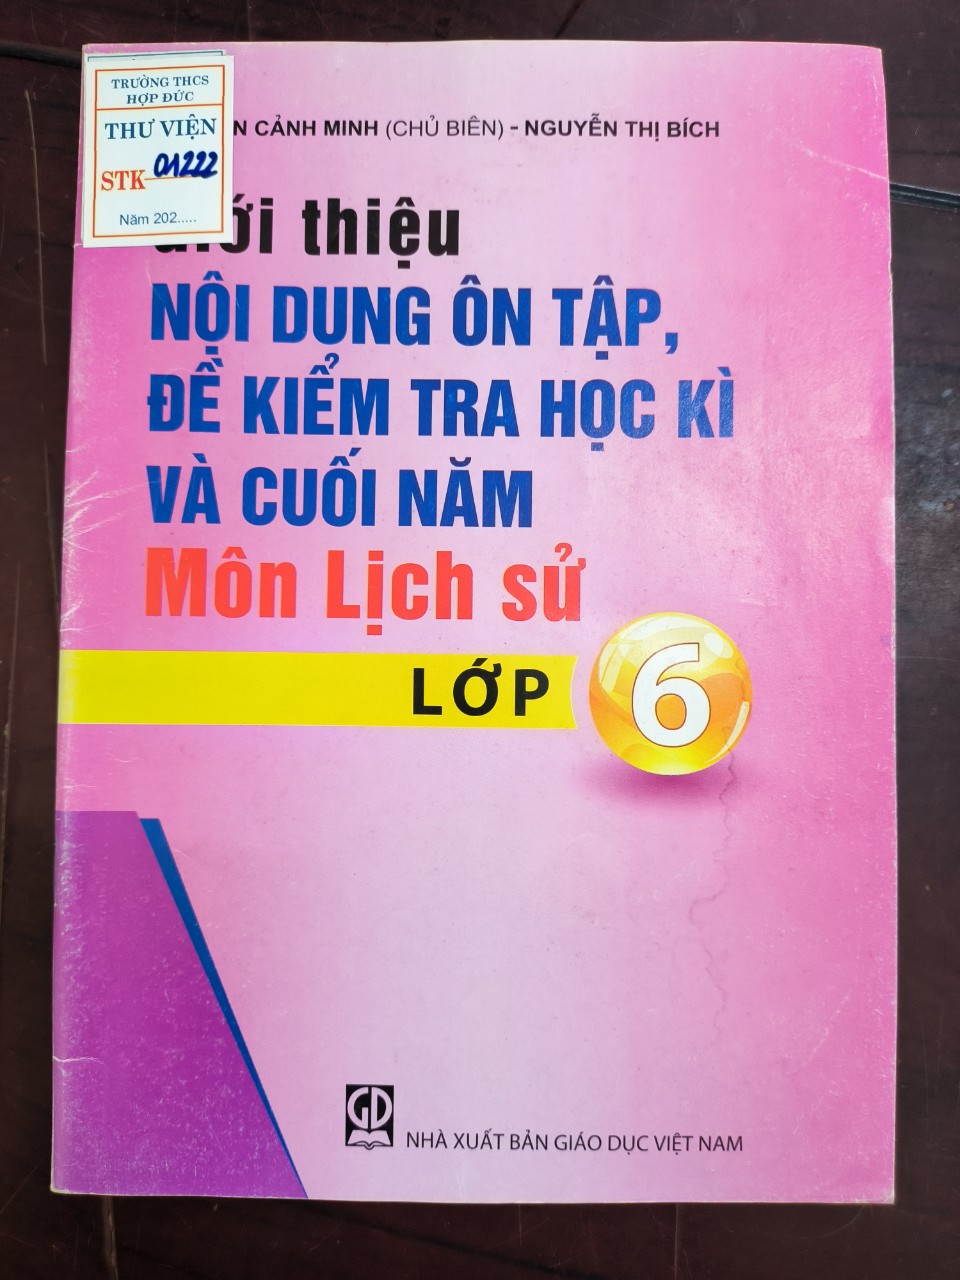 TRƯỜNG THCS
HỢP ĐỨC
THƯ VIỆN
STK 01222
Năm 202.....
CẢNH MINH (CHỦ BIÊN) - NGUYỄN THỊ BÍCH
Giới thiệu
NỘI DUNG ÔN TẬP,
ĐỀ KIỂM TRA HỌC KÌ
VÀ CUỐI NĂM
Môn Lịch sử
LỚP 6
GD
NHÀ XUẤT BẢN GIÁO DỤC VIỆT NAM